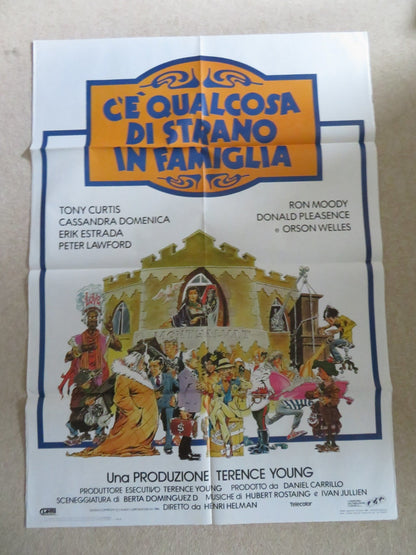 C'È QUALCOSA
DI STRANO
IN FAMIGLIA
TONY CURTIS
CASSANDRA DOMENICA
ERIK ESTRADA
PETER LAWFORD
RON MOODY
DONALD PLEASENCE
e ORSON WELLES
Una PRODUZIONE TERENCE YOUNG
PRODUTTORE ESECUTIVO TERENCE YOUNG PRODOTTO da DANIEL CARRILLO
SCENEGGIATURA di BERTA DOMINGUEZ D MUSICHE di HUBERT ROSTAING e IVAN JULLIEN
DIRETTO da HENRI HELMAN
Telecolor